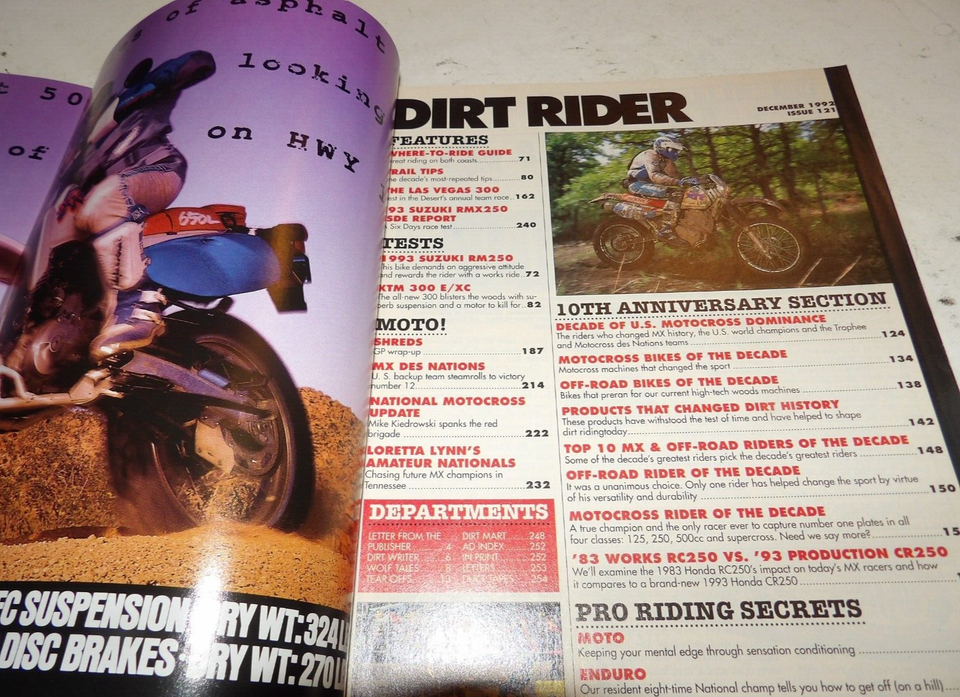 of asphalt
looking
t 50
on HWY
of
650L
FC SUSPENSION DRY WT: 324 L
DISC BRAKES DRY WT: 270 L
DIRT RIDER
DECEMBER 1992
ISSUE 121
FEATURES
WHERE-TO-RIDE GUIDE
reat riding on both coasts 71
TRAIL TIPS
he decade's most-repeated tips 80
THE LAS VEGAS 300
est in the Desert's annual team race 162
93 SUZUKI RMX250
SDE REPORT
Six Days race test 240
TESTS
1993 SUZUKI RM250
This bike demands an aggressive attitude
and rewards the rider with a works ride 72
KTM 300 E/XC
The all-new 300 blisters the woods with su-
perb suspension and a motor to kill for 82
MOTO!
SHREDS
GP wrap-up 187
MX DES NATIONS
U.S. backup team steamrolls to victory
number 12 214
NATIONAL MOTOCROSS
UPDATE
Mike Kiedrowski spanks the red
brigade 222
LORETTA LYNN'S
AMATEUR NATIONALS
Chasing future MX champions in
Tennessee 232
DEPARTMENTS
LETTER FROM THE
PUBLISHER 4
DIRT WRITER 6
WOLF TALES 8
TEAR OFFS 10
DIRT MART 248
AD INDEX 252
IN PRINT 252
LETTERS 253
LAST TAPES 254
10TH ANNIVERSARY SECTION
DECADE OF U.S. MOTOCROSS DOMINANCE
The riders who changed MX history, the U.S. world champions and the Trophee
and Motocross des Nations teams 124
MOTOCROSS BIKES OF THE DECADE
Motocross machines that changed the sport 134
OFF-ROAD BIKES OF THE DECADE
Bikes that preran for our current high-tech woods machines 138
PRODUCTS THAT CHANGED DIRT HISTORY
These products have withstood the test of time and have helped to shape
dirt riding today 142
TOP 10 MX & OFF-ROAD RIDERS OF THE DECADE
Some of the decade's greatest riders pick the decade's greatest riders 148
OFF-ROAD RIDER OF THE DECADE
It was a unanimous choice. Only one rider has helped change the sport by virtue
of his versatility and durability 150
MOTOCROSS RIDER OF THE DECADE
A true champion and the only racer ever to capture number one plates in all
four classes: 125, 250, 500cc and supercross. Need we say more? 15
'83 WORKS RC250 VS. '93 PRODUCTION CR250
We'll examine the 1983 Honda RC250's impact on today's MX racers and how
it compares to a brand-new 1993 Honda CR250
PRO RIDING SECRETS
MOTO
Keeping your mental edge through sensation conditioning
ENDURO
Our resident eight-time National champ tells you how to get off (on a hill)